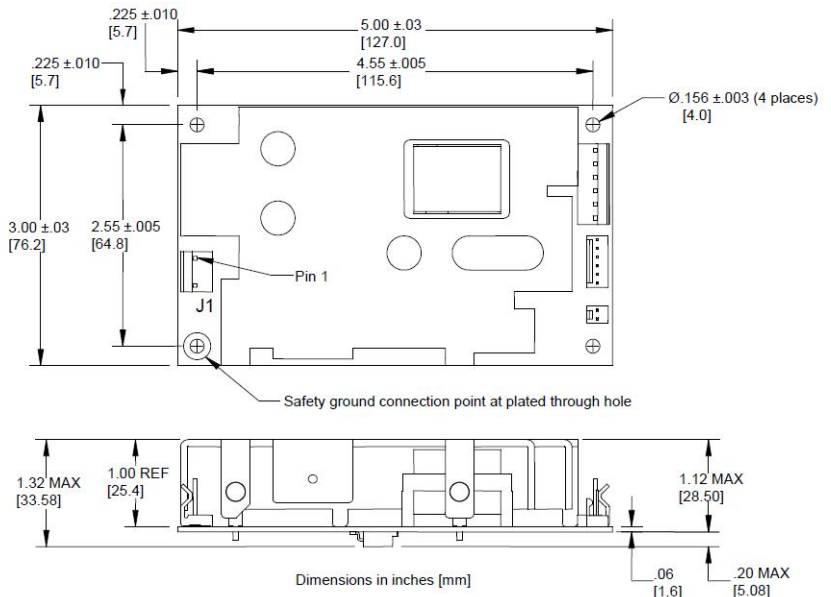 .225 ±.010
[5.7]
5.00 ±.03
[127.0]
.225 ±.010
[5.7]
4.55 ±.005
[115.6]
Ø.156 ±.003 (4 places)
[4.0]
3.00 ±.03
[76.2]
2.55 ±.005
[64.8]
Pin 1
J1
Safety ground connection point at plated through hole
1.32 MAX
[33.58]
1.00 REF
[25.4]
1.12 MAX
[28.50]
Dimensions in inches [mm]
.06
[1.6]
.20 MAX
[5.08]